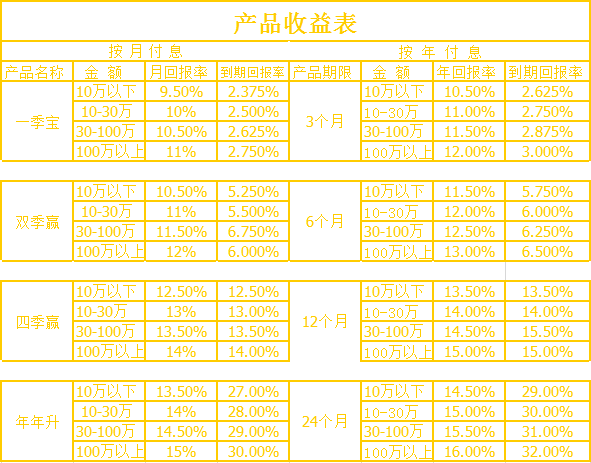 产品收益表
按月付息 按年付息
产品名称 金 额 月回报率 到期回报率 产品期限 金 额 年回报率 到期回报率
一季宝 3个月
10万以下 9.50% 2.375% 10万以下 10.50% 2.625%
10-30万 10% 2.500% 10-30万 11.00% 2.750%
30-100万 10.50% 2.625% 30-100万 11.50% 2.875%
100万以上 11% 2.750% 100万以上 12.00% 3.000%
双季赢 6个月
10万以下 10.50% 5.250% 10万以下 11.50% 5.750%
10-30万 11% 5.500% 10-30万 12.00% 6.000%
30-100万 11.50% 6.750% 30-100万 12.50% 6.250%
100万以上 12% 6.000% 100万以上 13.00% 6.500%
四季赢 12个月
10万以下 12.50% 12.50% 10万以下 13.50% 13.50%
10-30万 13% 13.00% 10-30万 14.00% 14.00%
30-100万 13.50% 13.50% 30-100万 14.50% 15.50%
100万以上 14% 14.00% 100万以上 15.00% 15.00%
年年升 24个月
10万以下 13.50% 27.00% 10万以下 14.50% 29.00%
10-30万 14% 28.00% 10-30万 15.00% 30.00%
30-100万 14.50% 29.00% 30-100万 15.50% 31.00%
100万以上 15% 30.00% 100万以上 16.00% 32.00%